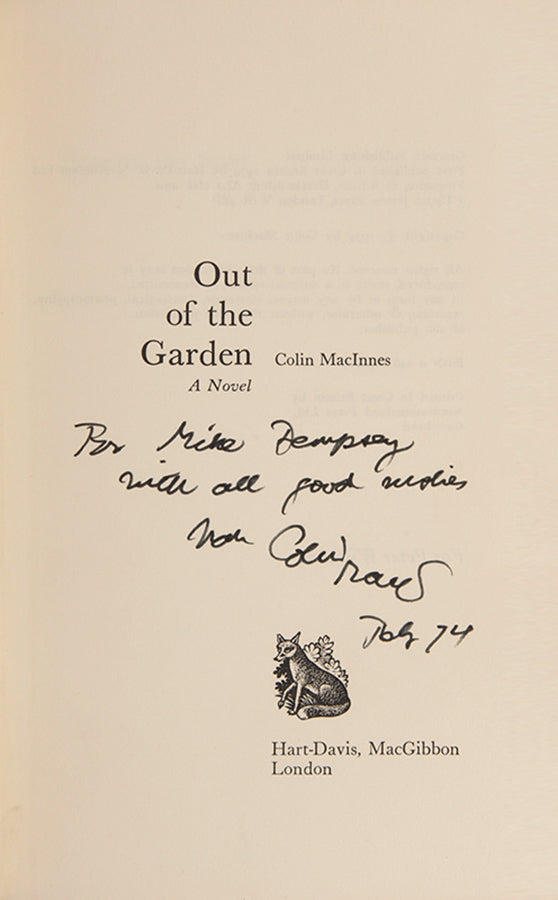 Out
of the
Garden Colin MacInnes
A Novel
For Mike Dempsey
with all good wishes
from Colin MacInnes
July 74
Hart-Davis, MacGibbon
London